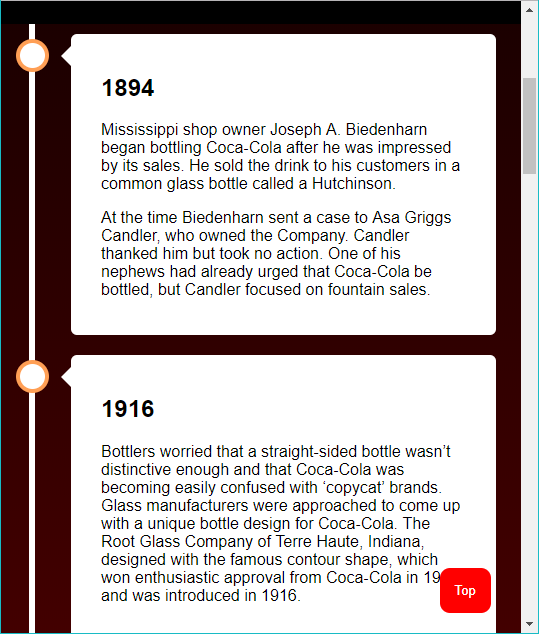 1894
Mississippi shop owner Joseph A. Biedenharn
began bottling Coca-Cola after he was impressed
by its sales. He sold the drink to his customers in a
common glass bottle called a Hutchinson.
At the time Biedenharn sent a case to Asa Griggs
Candler, who owned the Company. Candler
thanked him but took no action. One of his
nephews had already urged that Coca-Cola be
bottled, but Candler focused on fountain sales.
1916
Bottlers worried that a straight-sided bottle wasn’t
distinctive enough and that Coca-Cola was
becoming easily confused with ‘copycat’ brands.
Glass manufacturers were approached to come up
with a unique bottle design for Coca-Cola. The
Root Glass Company of Terre Haute, Indiana,
designed with the famous contour shape, which
won enthusiastic approval from Coca-Cola in
and was introduced in 1916.
Top